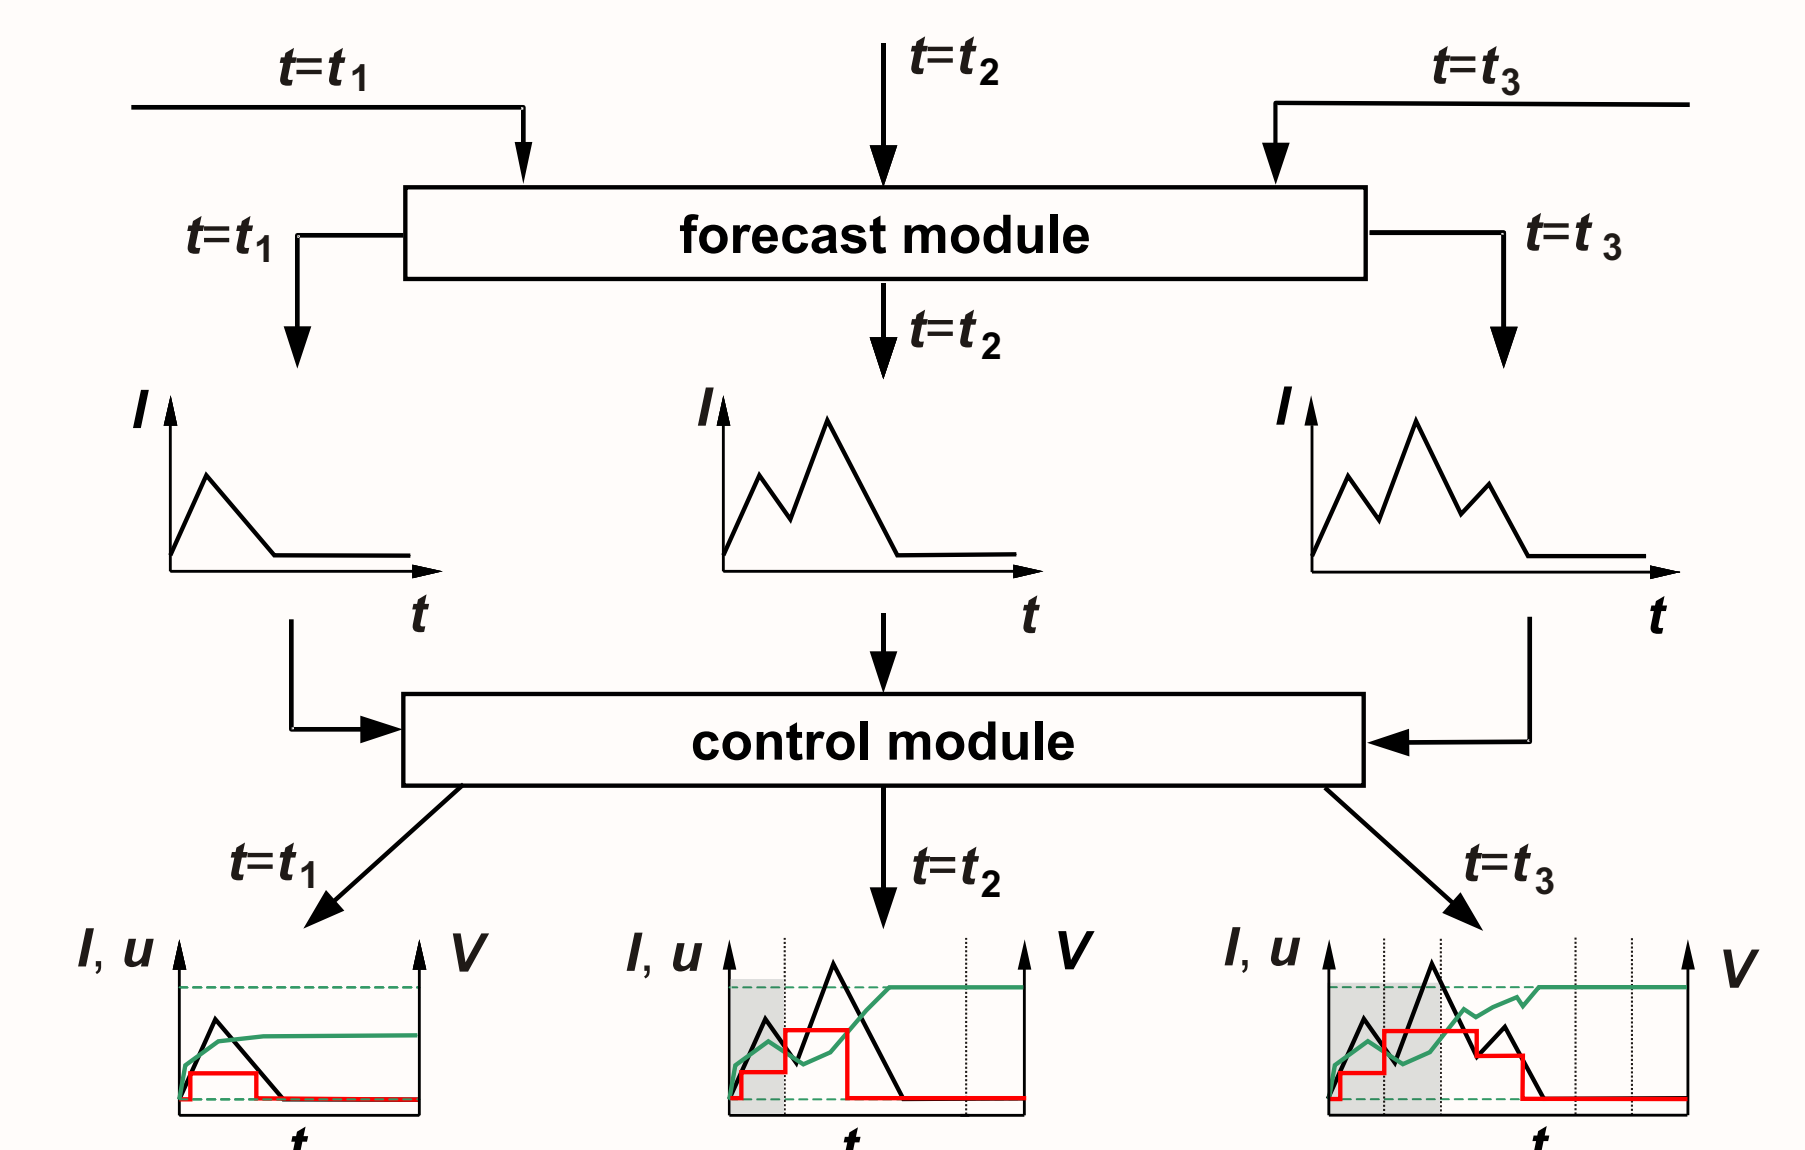 t=t1
t=t2
t=t3
forecast module
t=t1
t=t3
t=t2
I
I
I
t
t
t
control module
t=t1
t=t2
t=t3
I, u
V
I, u
V
I, u
V
t
t
t